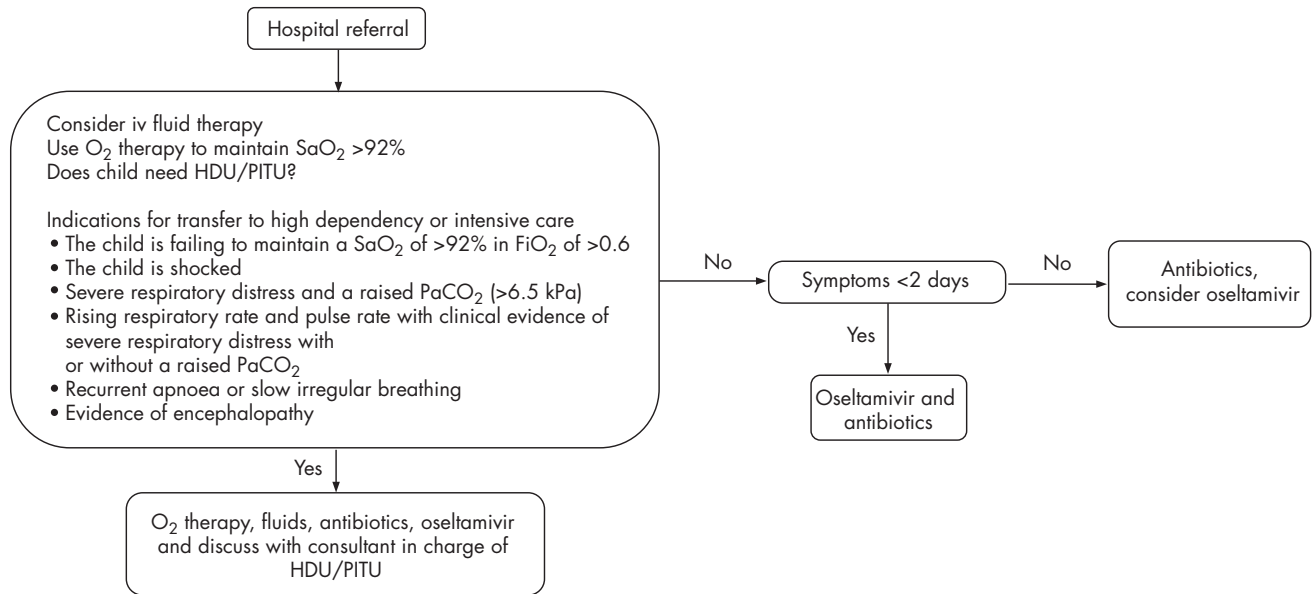 Hospital referral
Consider iv fluid therapy
Use O₂ therapy to maintain SaO₂ >92%
Does child need HDU/PITU?
Indications for transfer to high dependency or intensive care
• The child is failing to maintain a SaO₂ of >92% in FiO₂ of >0.6
• The child is shocked
• Severe respiratory distress and a raised PaCO₂ (>6.5 kPa)
• Rising respiratory rate and pulse rate with clinical evidence of
severe respiratory distress with
or without a raised PaCO₂
• Recurrent apnoea or slow irregular breathing
• Evidence of encephalopathy
No
Symptoms <2 days
No
Antibiotics,
consider oseltamivir
Yes
Oseltamivir and
antibiotics
Yes
O₂ therapy, fluids, antibiotics, oseltamivir
and discuss with consultant in charge of
HDU/PITU